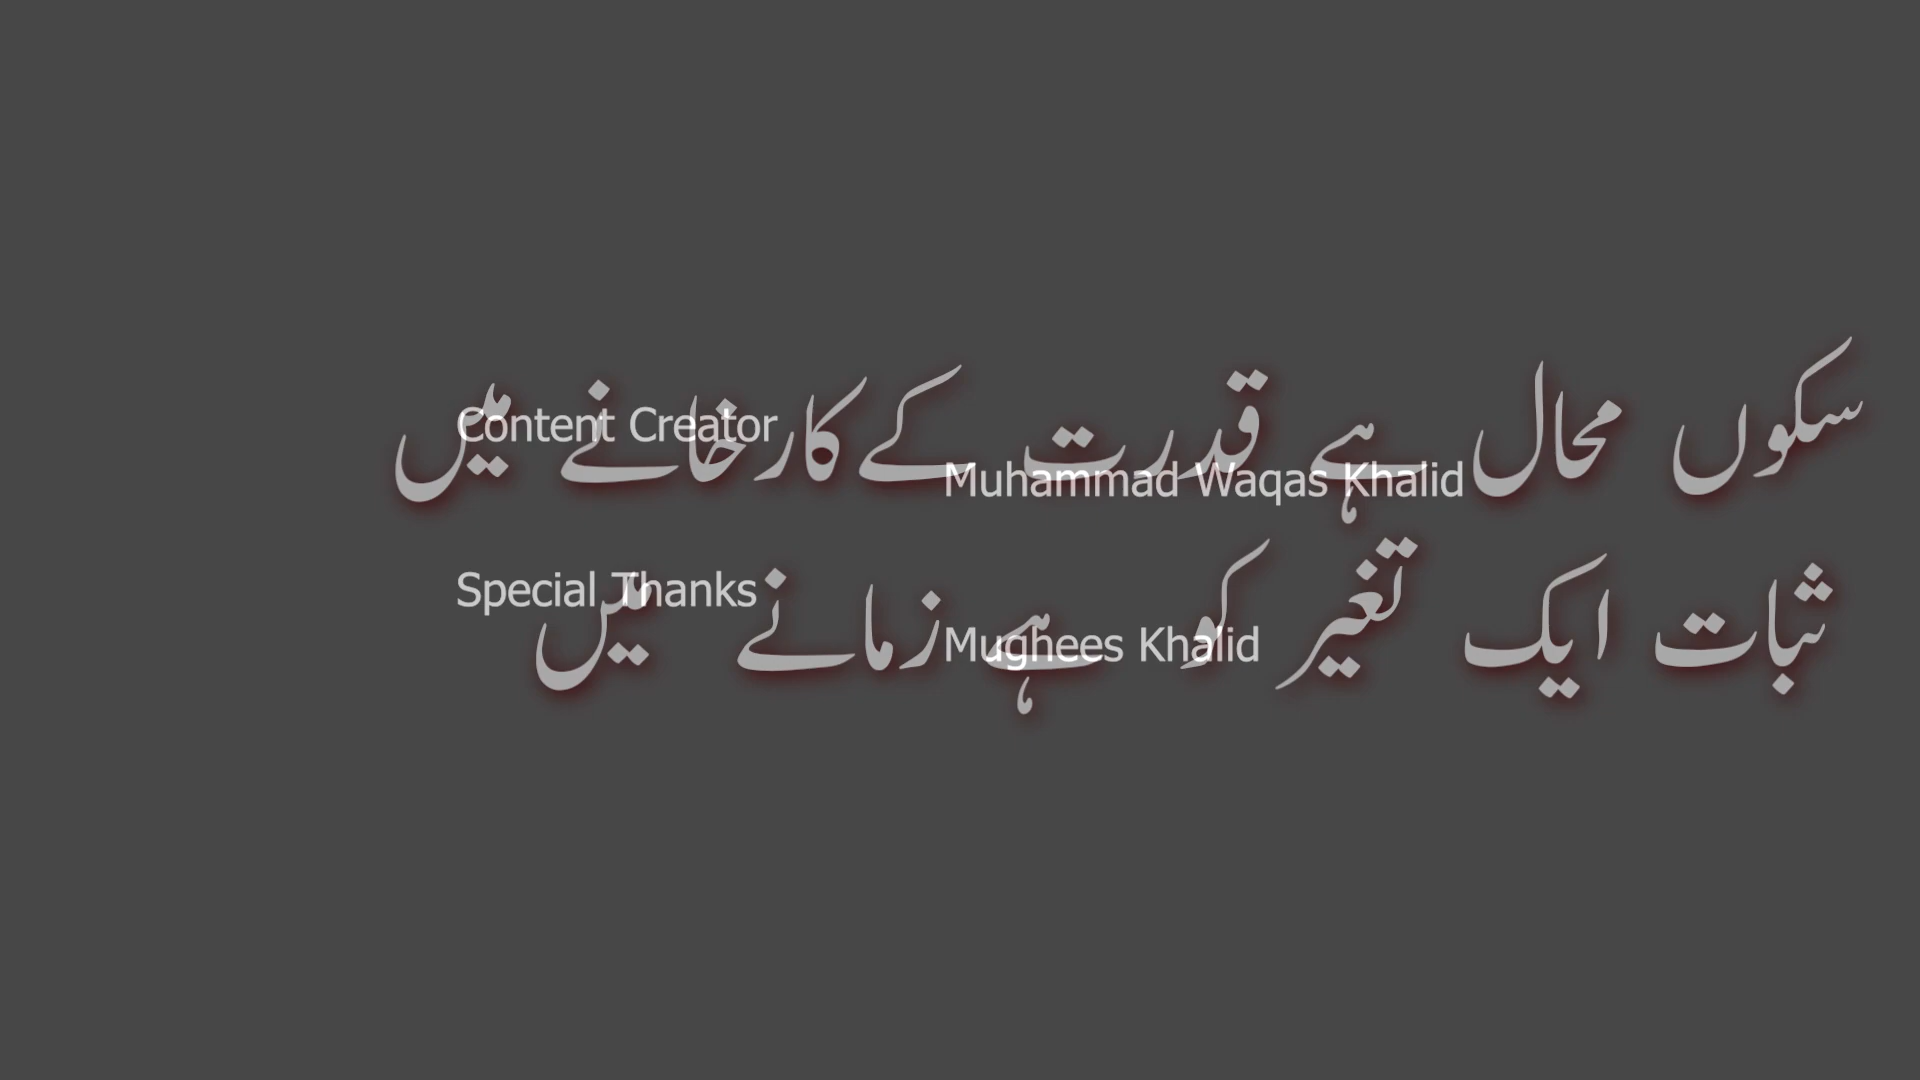 سکوں محال ہے قدرت کے کارخانے میں
ثبات ایک تغیر کو ہے زمانے میں
Content Creator
Muhammad Waqas Khalid
Special Thanks
Mughees Khalid